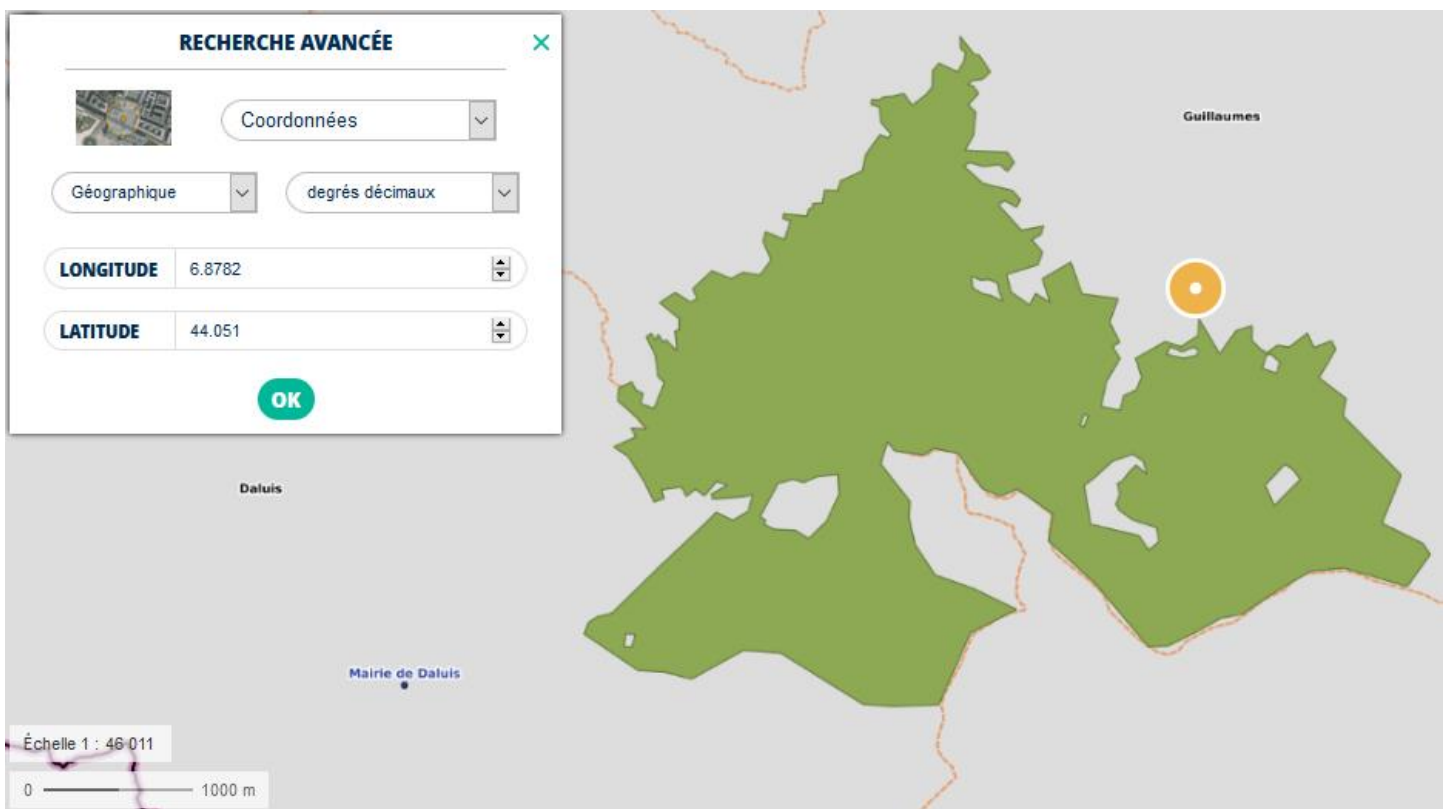 RECHERCHE AVANCÉE
Coordonnées
Géographique
degrés décimaux
LONGITUDE 6.8782
LATITUDE 44.051
OK
Guillaumes
Daluis
Mairie de Daluis
Échelle 1 : 46 011
0 1000 m